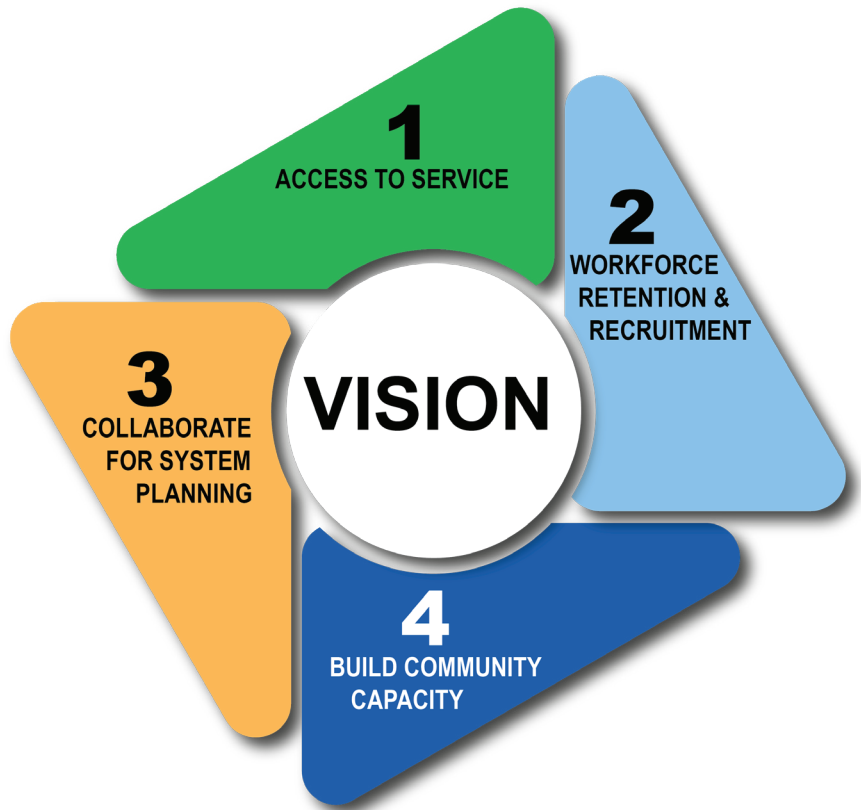 1
ACCESS TO SERVICE
2
WORKFORCE
RETENTION &
RECRUITMENT
3
COLLABORATE
FOR SYSTEM
PLANNING
VISION
4
BUILD COMMUNITY
CAPACITY